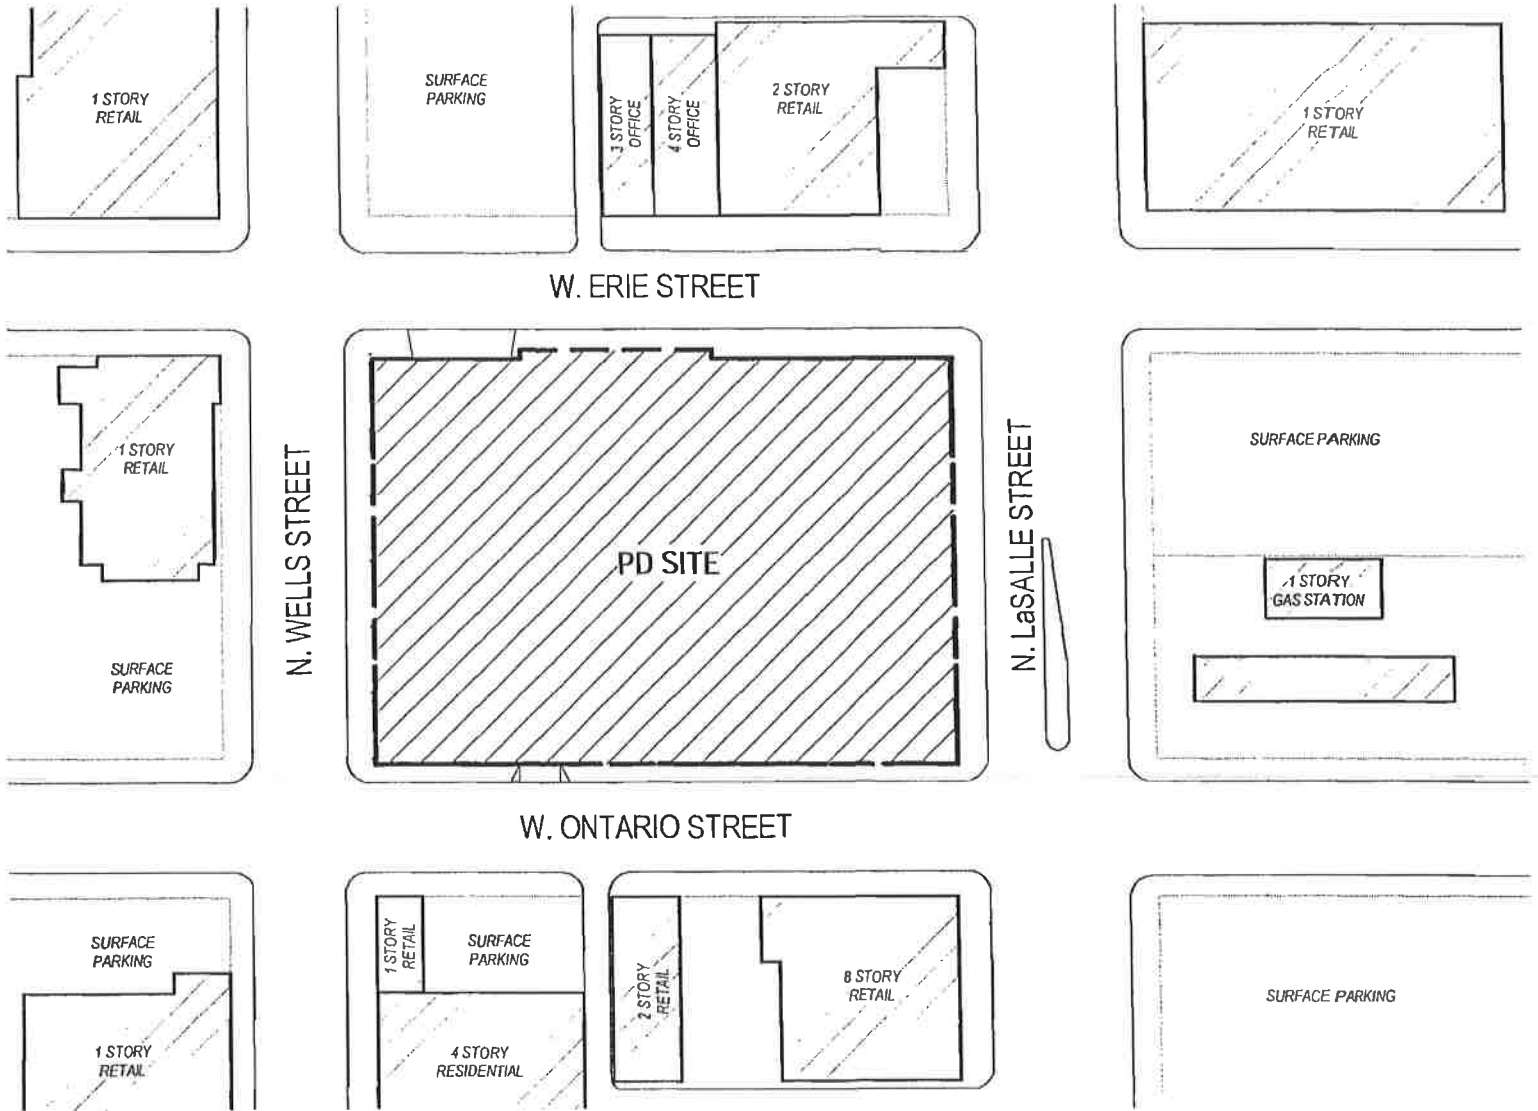 1 STORY
RETAIL
SURFACE
PARKING
3 STORY
OFFICE
4 STORY
OFFICE
2 STORY
RETAIL
1 STORY
RETAIL
W. ERIE STREET
1 STORY
RETAIL
SURFACE
PARKING
N. WELLS STREET
PD SITE
N. LaSALLE STREET
SURFACE PARKING
1 STORY
GAS STATION
W. ONTARIO STREET
SURFACE
PARKING
1 STORY
RETAIL
1 STORY
RETAIL
SURFACE
PARKING
4 STORY
RESIDENTIAL
2 STORY
RETAIL
8 STORY
RETAIL
SURFACE PARKING